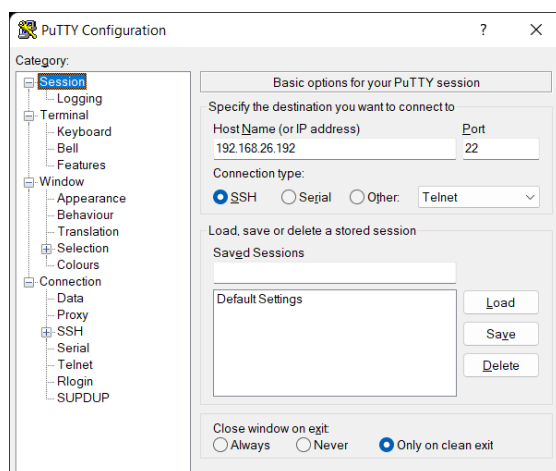 PuTTY Configuration
?
Category:
Session
Logging
Terminal
Keyboard
Bell
Features
Window
Appearance
Behaviour
Translation
Selection
Colours
Connection
Data
Proxy
SSH
Serial
Telnet
Rlogin
SUPDUP
Basic options for your PuTTY session
Specify the destination you want to connect to
Host Name (or IP address) Port
192.168.26.192 22
Connection type:
SSH Serial Other: Telnet
Load, save or delete a stored session
Saved Sessions
Default Settings
Load
Save
Delete
Close window on exit:
Always Never Only on clean exit